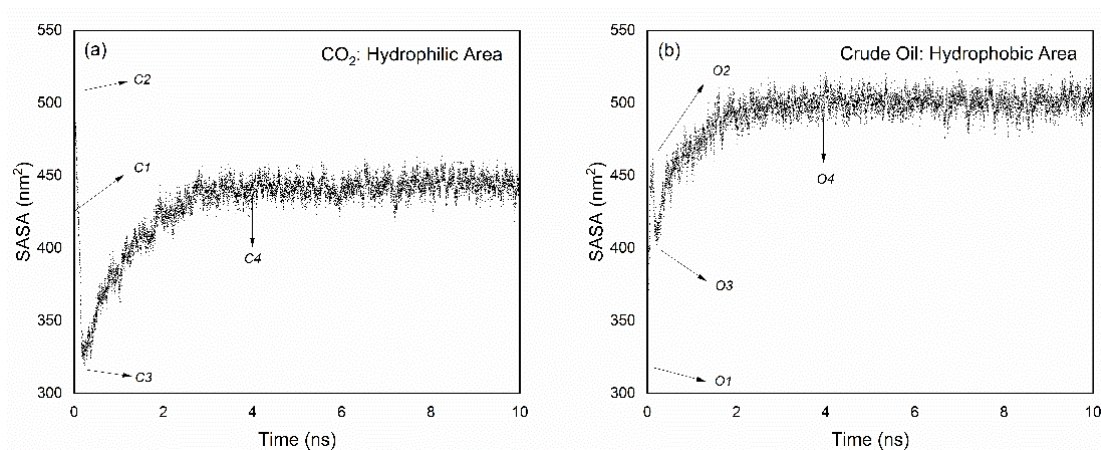 (a) CO₂: Hydrophilic Area
550
500
450
400
350
300
SASA (nm²)
C2
C1
C4
C3
0 2 4 6 8 10
Time (ns)
(b) Crude Oil: Hydrophobic Area
550
500
450
400
350
300
SASA (nm²)
O2
O4
O3
O1
0 2 4 6 8 10
Time (ns)